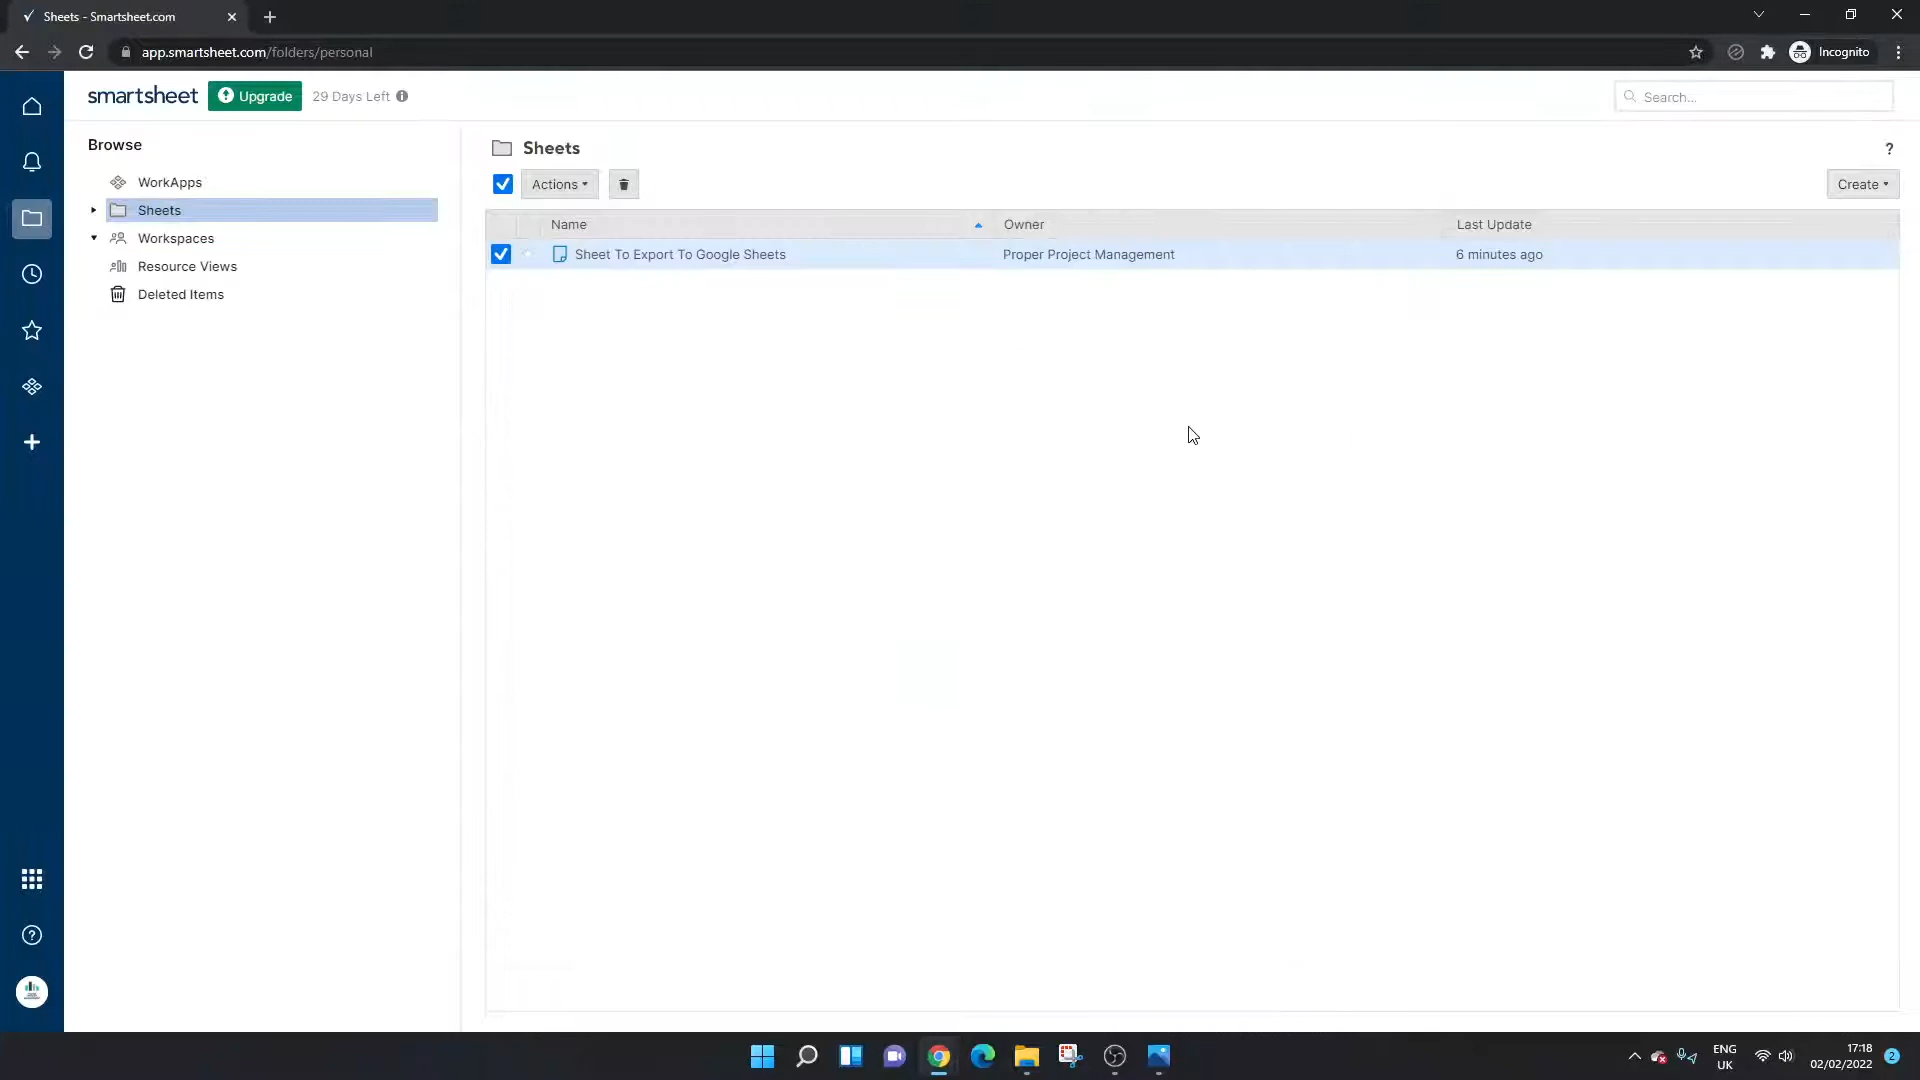 Sheets - Smartsheet.com
app.smartsheet.com/folders/personal
Incognito
smartsheet Upgrade 29 Days Left
Search...
Browse
WorkApps
Sheets
Workspaces
Resource Views
Deleted Items
Sheets
?
Actions
Create
Name Owner Last Update
Sheet To Export To Google Sheets Proper Project Management 6 minutes ago
ENG
UK
17:18
02/02/2022
2